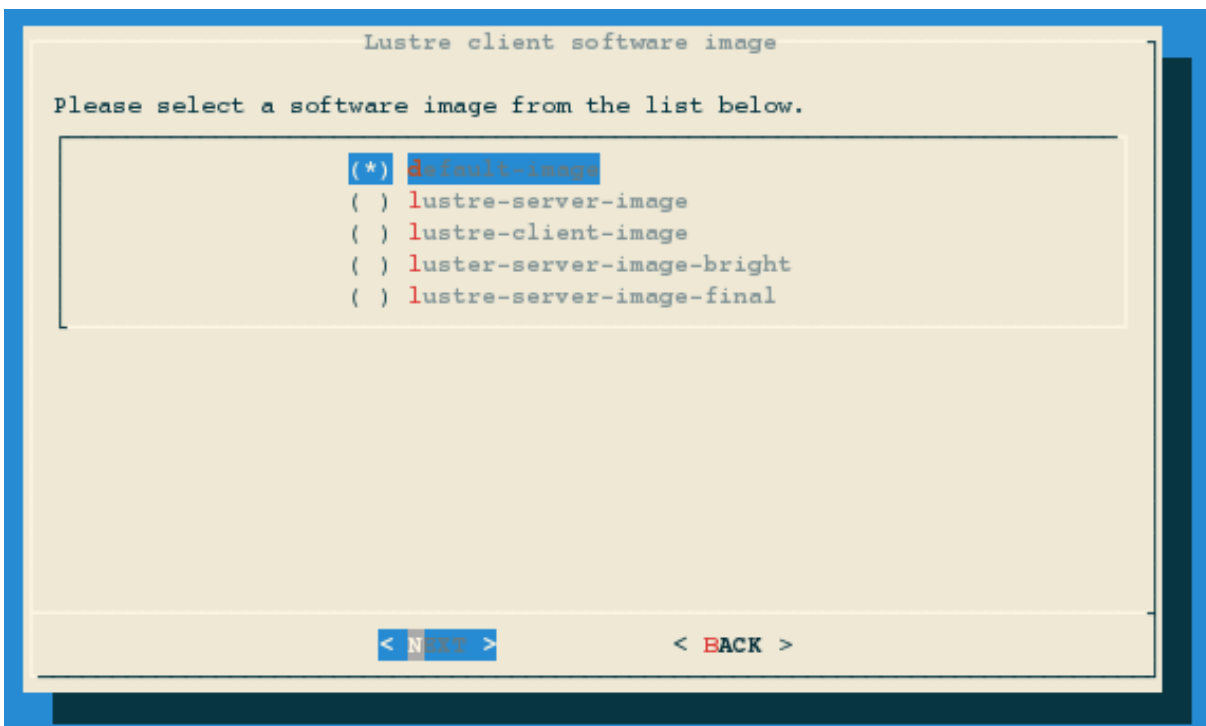 Lustre client software image
Please select a software image from the list below.
(*) default-image
( ) lustre-server-image
( ) lustre-client-image
( ) luster-server-image-bright
( ) lustre-server-image-final
< NEXT > < BACK >